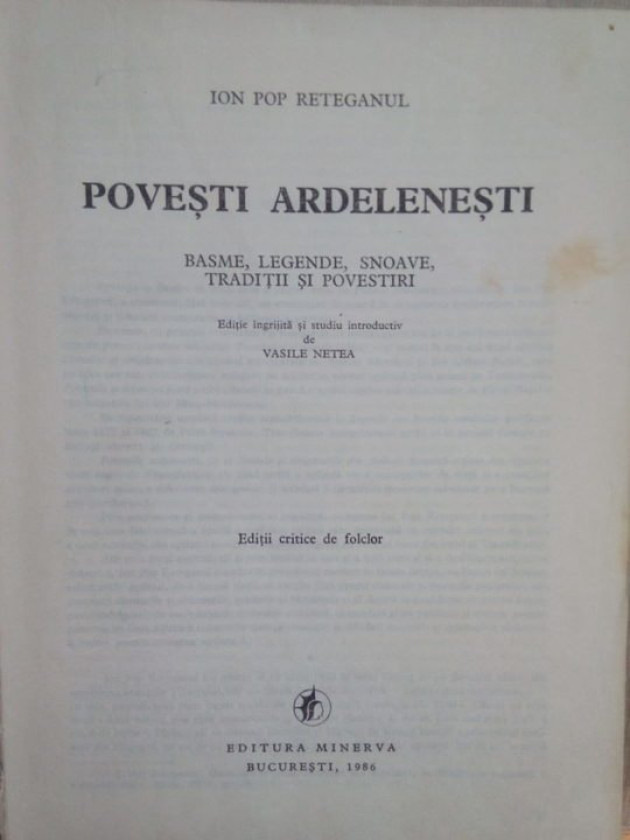 ION POP RETEGANUL
POVEȘTI ARDELENEȘTI
BASME, LEGENDE, SNOAVE,
TRADIȚII ȘI POVESTIRI
Ediție îngrijită și studiu introductiv
de
VASILE NETEA
Ediții critice de folclor
EDITURA MINERVA
BUCUREȘTI, 1986